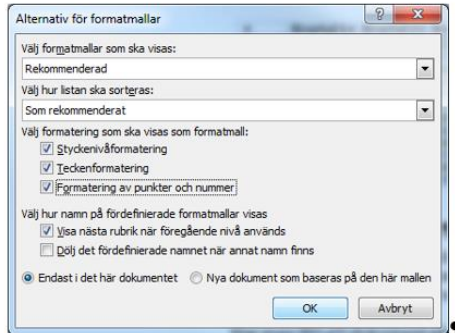 Alternativ för formatmallar
Välj formatmallar som ska visas:
Rekommenderad
Välj hur listan ska sorteras:
Som rekommenderat
Välj formatering som ska visas som formatmall:
Styckenivåformatering
Teckenformatering
Formatering av punkter och nummer
Välj hur namn på fördefinierade formatmallar visas
Visa nästa rubrik när föregående nivå används
Dölj det fördefinierade namnet när annat namn finns
Endast i det här dokumentet Nya dokument som baseras på den här mallen
OK Avbryt